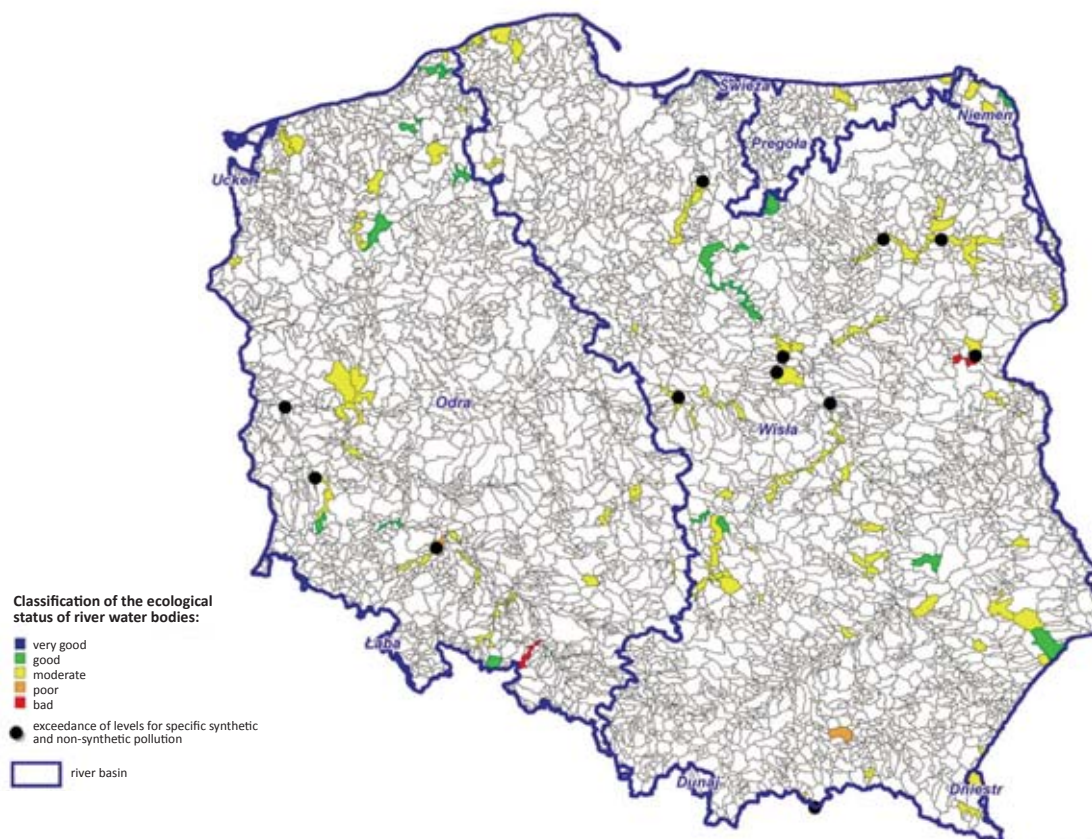 Świeża
Niemen
Pregoła
Ucker
Odra
Wisła
Classification of the ecological
status of river water bodies:
very good
good
moderate
poor
bad
exceedance of levels for specific synthetic
and non-synthetic pollution
river basin
Łaba
Dunaj
Dniestr